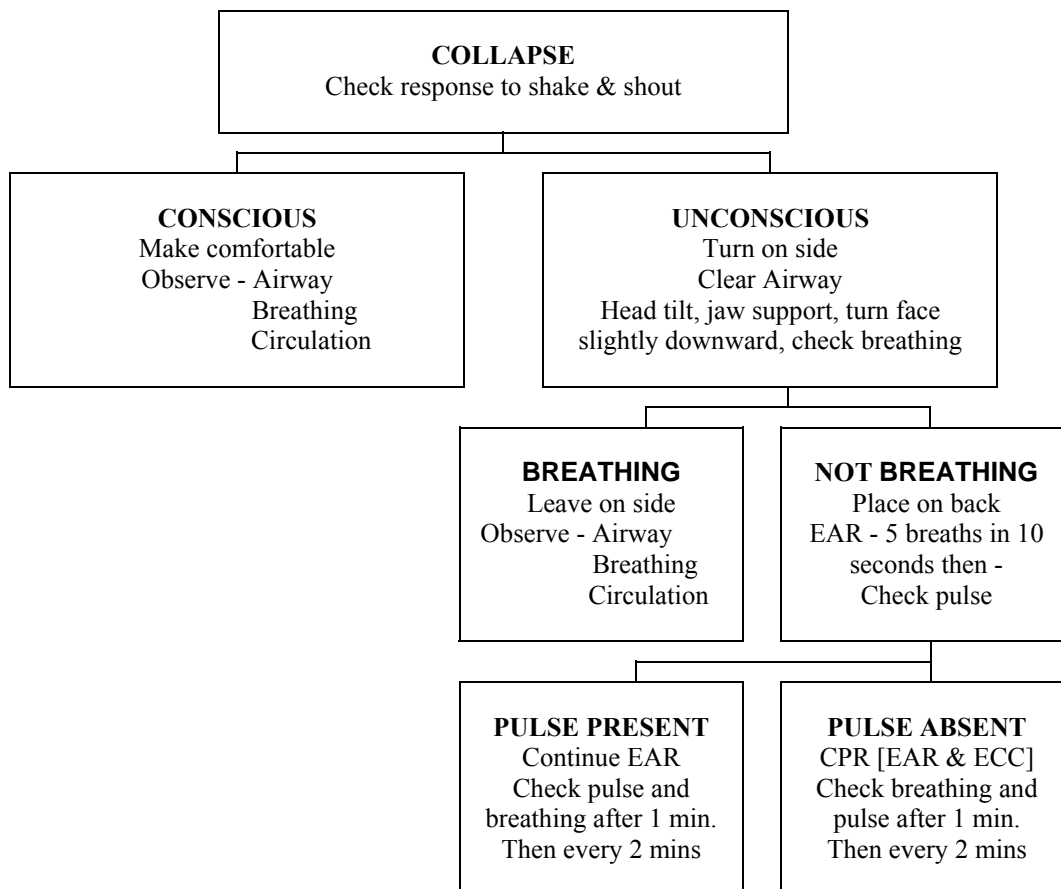 COLLAPSE
Check response to shake & shout
CONSCIOUS
Make comfortable
Observe - Airway
Breathing
Circulation
UNCONSCIOUS
Turn on side
Clear Airway
Head tilt, jaw support, turn face
slightly downward, check breathing
BREATHING
Leave on side
Observe - Airway
Breathing
Circulation
NOT BREATHING
Place on back
EAR - 5 breaths in 10
seconds then -
Check pulse
PULSE PRESENT
Continue EAR
Check pulse and
breathing after 1 min.
Then every 2 mins
PULSE ABSENT
CPR [EAR & ECC]
Check breathing and
pulse after 1 min.
Then every 2 mins